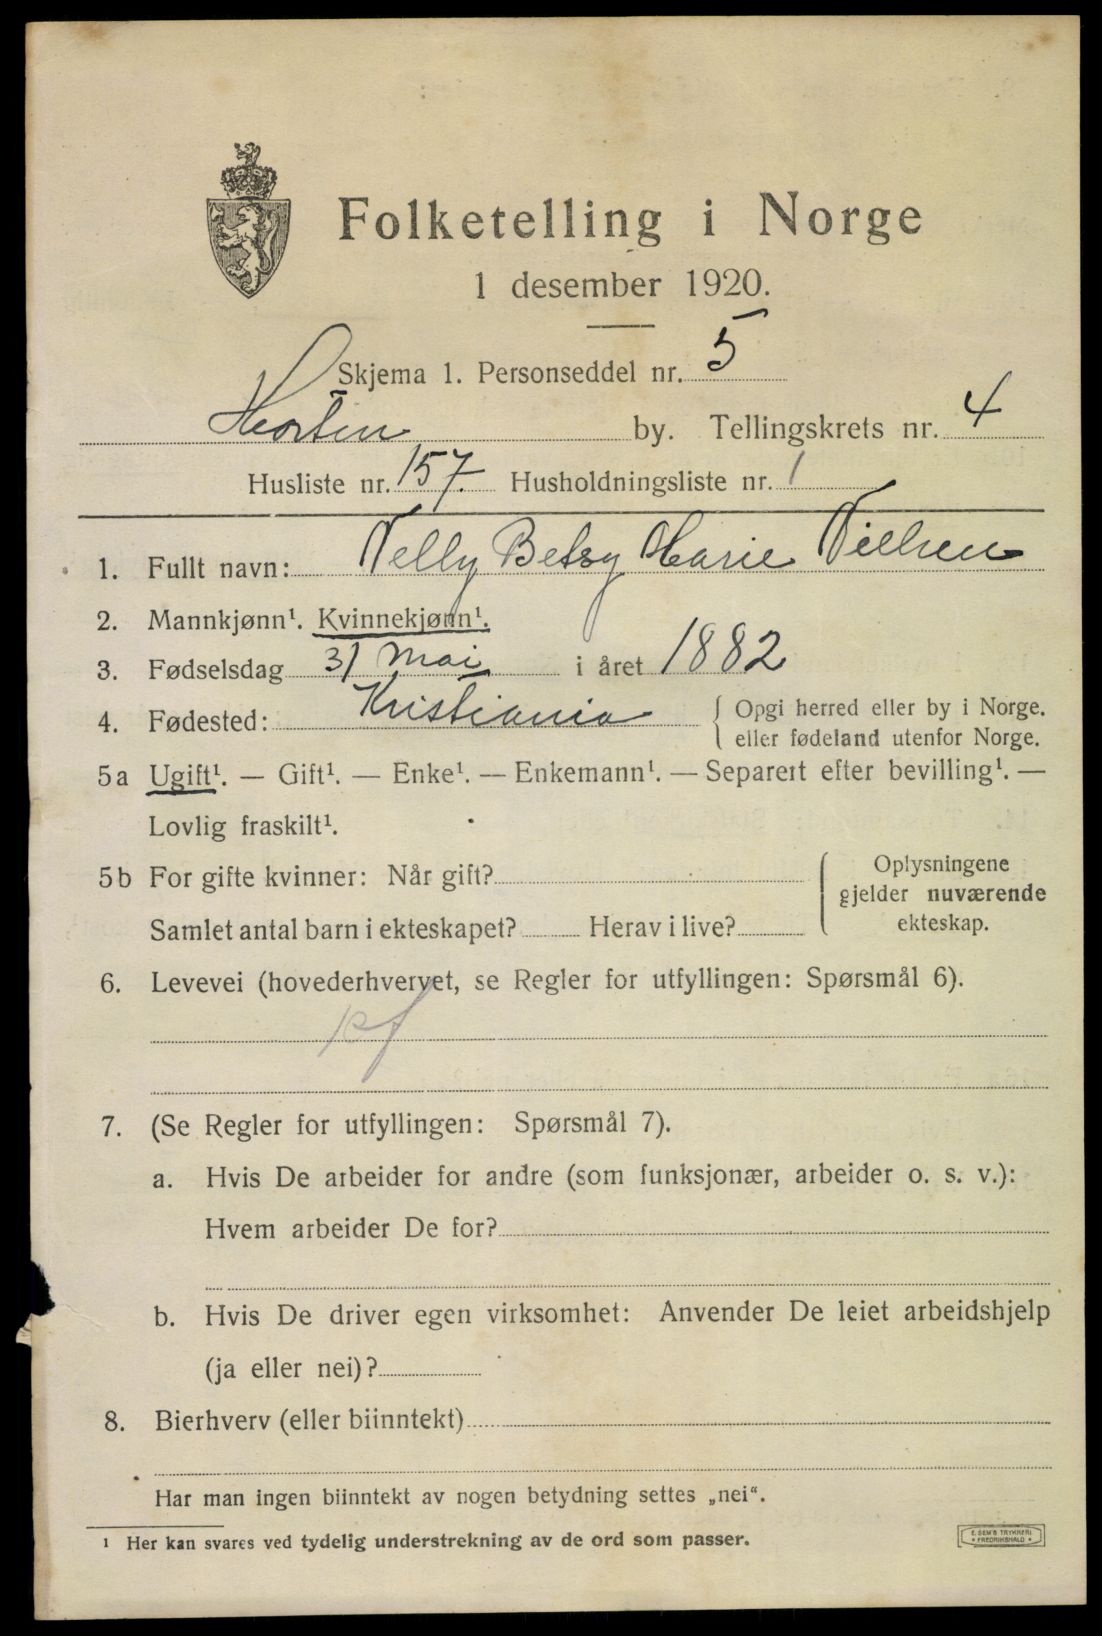 Folketelling i Norge
1 desember 1920.
Skjema 1. Personseddel nr. 5
Horten by. Tellingskrets nr. 4
Husliste nr. 157. Husholdningsliste nr. 1
1. Fullt navn: Nelly Betsy Marie Nielsen
2. Mannkjønn¹. Kvinnekjønn¹.
3. Fødselsdag 31 Mai i året 1882
4. Fødested: Kristiania { Opgi herred eller by i Norge.
eller fødeland utenfor Norge.
5a Ugift¹. — Gift¹. — Enke¹. — Enkemann¹. — Separert efter bevilling¹. —
Lovlig fraskilt¹.
5b For gifte kvinner: Når gift?
Samlet antal barn i ekteskapet? Herav i live?
Oplysningene
gjelder nuværende
ekteskap.
6. Levevei (hovederhvervet, se Regler for utfyllingen: Spørsmål 6).
pf
7. (Se Regler for utfyllingen: Spørsmål 7).
a. Hvis De arbeider for andre (som funksjonær, arbeider o. s. v.):
Hvem arbeider De for?
b. Hvis De driver egen virksomhet: Anvender De leiet arbeidshjelp
(ja eller nei)?
8. Bierhverv (eller biinntekt)
Har man ingen biinntekt av nogen betydning settes „nei“.
¹ Her kan svares ved tydelig understrekning av de ord som passer.
E. SEM'S TRYKKERI
* FREDRIKSHALD *